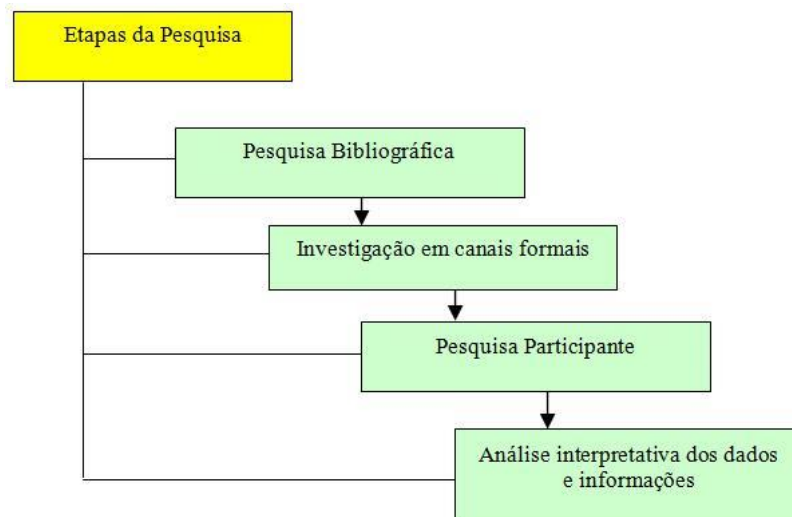 Etapas da Pesquisa
Pesquisa Bibliográfica
Investigação em canais formais
Pesquisa Participante
Análise interpretativa dos dados
e informações